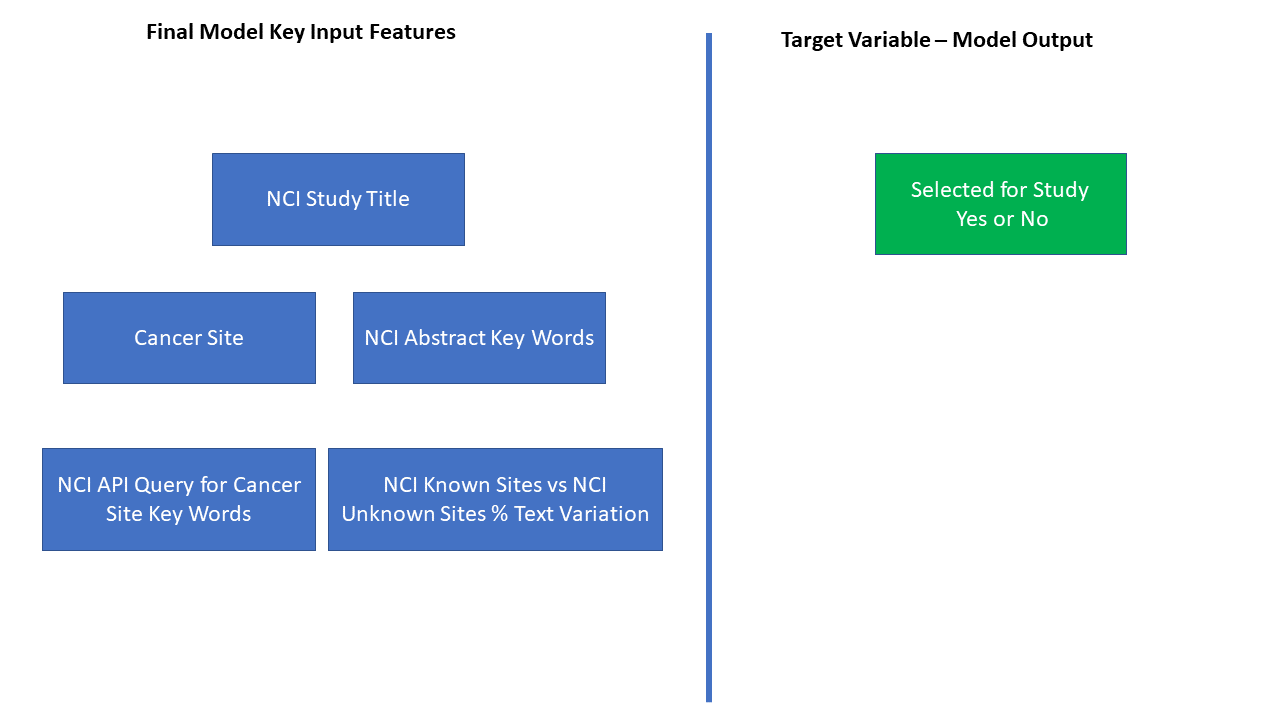 Final Model Key Input Features
Target Variable – Model Output
NCI Study Title
Selected for Study
Yes or No
Cancer Site
NCI Abstract Key Words
NCI API Query for Cancer
Site Key Words
NCI Known Sites vs NCI
Unknown Sites % Text Variation